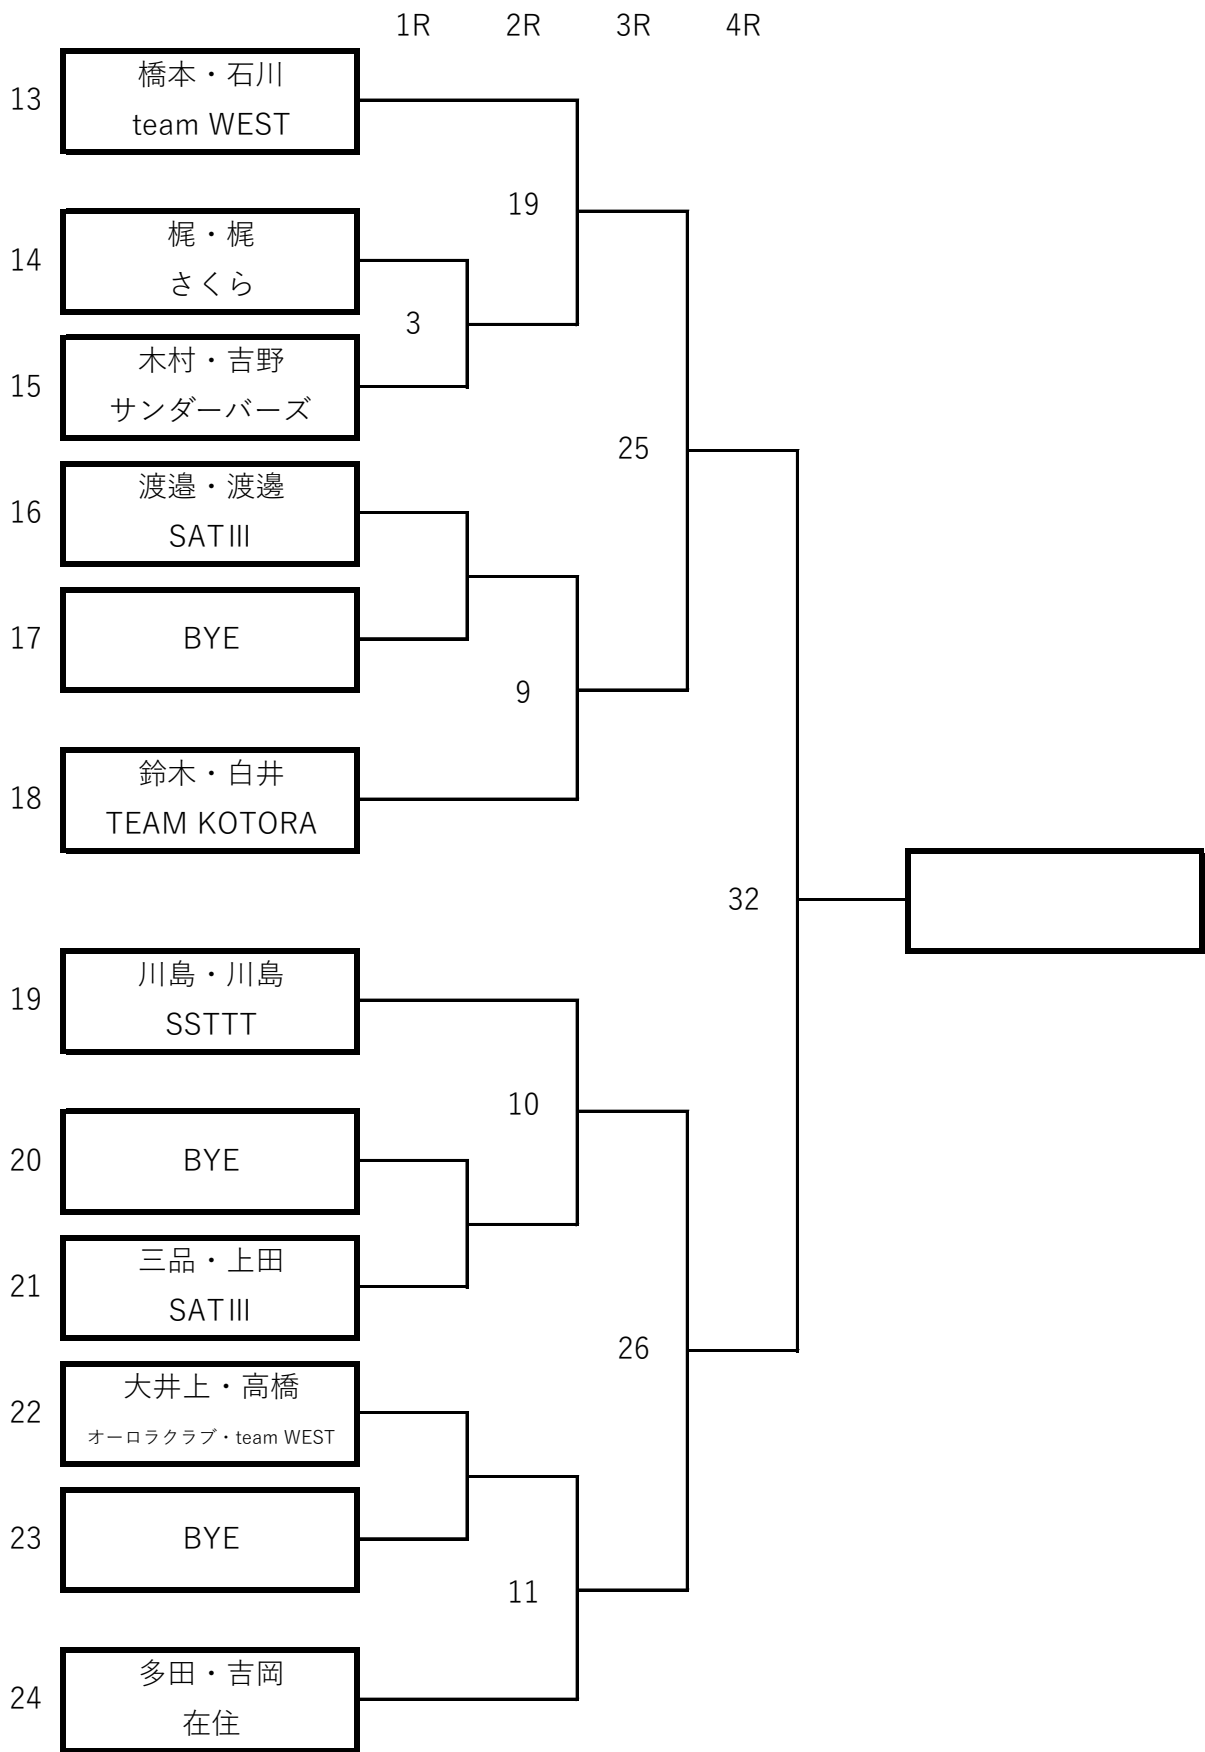 1R 2R 3R 4R
13
橋本・石川
team WEST
19
14
梶・梶
さくら
3
15
木村・吉野
サンダーバーズ
25
16
渡邉・渡邊
SATⅢ
17
BYE
9
18
鈴木・白井
TEAM KOTORA
32
19
川島・川島
SSTTT
10
20
BYE
21
三品・上田
SATⅢ
26
22
大井上・高橋
オーロラクラブ・team WEST
23
BYE
11
24
多田・吉岡
在住